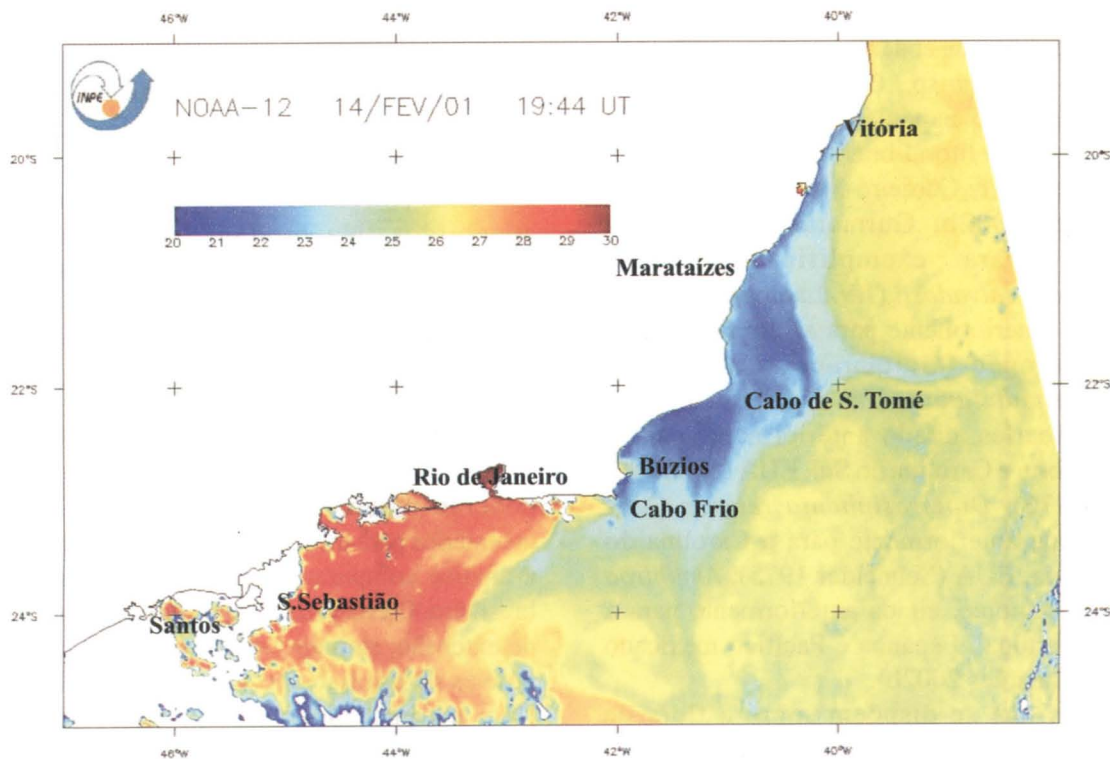 46°W 44°W 42°W 40°W
INPE
NOAA-12 14/FEV/01 19:44 UT
Vitória
20°S 20°S
20 21 22 23 24 25 26 27 28 29 30
Marataízes
22°S 22°S
Cabo de S. Tomé
Búzios
Rio de Janeiro
Cabo Frio
S.Sebastião
24°S 24°S
Santos
46°W 44°W 42°W 40°W